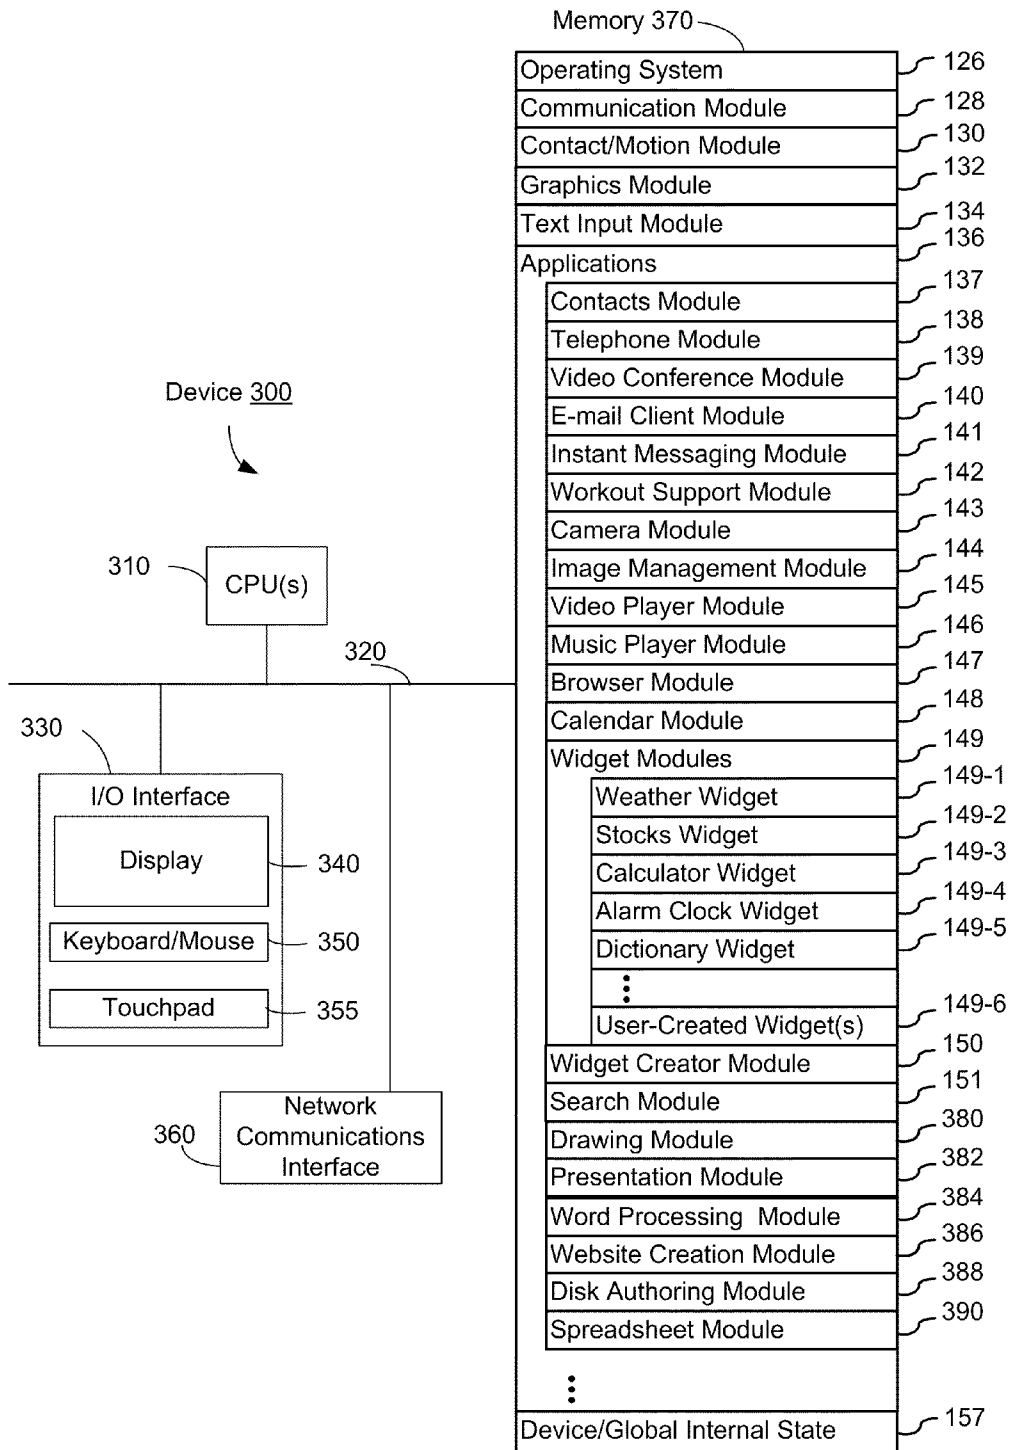 Memory 370
Operating System 126
Communication Module 128
Contact/Motion Module 130
Graphics Module 132
Text Input Module 134
136
Applications
Contacts Module 137
Telephone Module 138
Video Conference Module 139
E-mail Client Module 140
Instant Messaging Module 141
Workout Support Module 142
Camera Module 143
Image Management Module 144
Video Player Module 145
Music Player Module 146
Browser Module 147
Calendar Module 148
Widget Modules 149
Weather Widget 149-1
Stocks Widget 149-2
Calculator Widget 149-3
Alarm Clock Widget 149-4
Dictionary Widget 149-5
User-Created Widget(s) 149-6
Widget Creator Module 150
Search Module 151
Drawing Module 380
Presentation Module 382
Word Processing Module 384
Website Creation Module 386
Disk Authoring Module 388
Spreadsheet Module 390
Device/Global Internal State 157
Device 300
310
CPU(s)
320
330
I/O Interface
Display 340
Keyboard/Mouse 350
Touchpad 355
360
Network
Communications
Interface